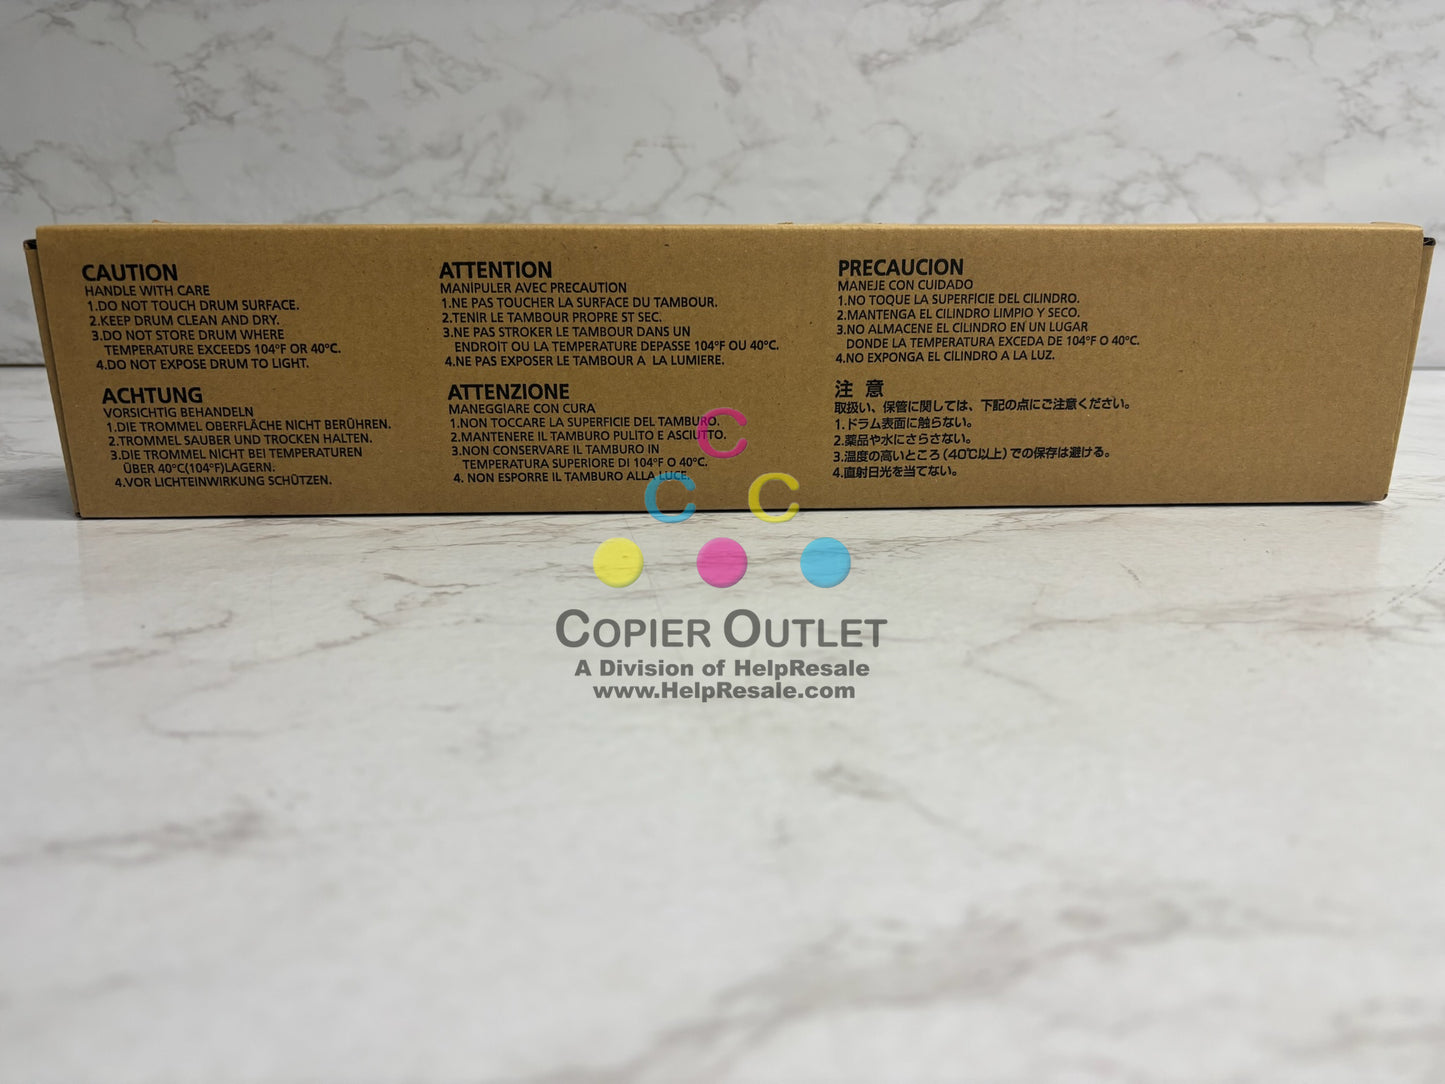 CAUTION
HANDLE WITH CARE
1.DO NOT TOUCH DRUM SURFACE.
2.KEEP DRUM CLEAN AND DRY.
3.DO NOT STORE DRUM WHERE
TEMPERATURE EXCEEDS 104°F OR 40°C.
4.DO NOT EXPOSE DRUM TO LIGHT.
ATTENTION
MANIPULER AVEC PRECAUTION
1.NE PAS TOUCHER LA SURFACE DU TAMBOUR.
2.TENIR LE TAMBOUR PROPRE ST SEC.
3.NE PAS STROKER LE TAMBOUR DANS UN
ENDROIT OU LA TEMPERATURE DEPASSE 104°F OU 40°C.
4.NE PAS EXPOSER LE TAMBOUR A LA LUMIERE.
PRECAUCION
MANEJE CON CUIDADO
1.NO TOQUE LA SUPERFICIE DEL CILINDRO.
2.MANTENGA EL CILINDRO LIMPIO Y SECO.
3.NO ALMACENE EL CILINDRO EN UN LUGAR
DONDE LA TEMPERATURA EXCEDA DE 104°F O 40°C.
4.NO EXPONGA EL CILINDRO A LA LUZ.
ACHTUNG
VORSICHTIG BEHANDELN
1.DIE TROMMEL OBERFLÄCHE NICHT BERÜHREN.
2.TROMMEL SAUBER UND TROCKEN HALTEN.
3.DIE TROMMEL NICHT BEI TEMPERATUREN
ÜBER 40°C(104°F)LAGERN.
4.VOR LICHTEINWIRKUNG SCHÜTZEN.
ATTENZIONE
MANEGGIARE CON CURA
1.NON TOCCARE LA SUPERFICIE DEL TAMBURO.
2.MANTENERE IL TAMBURO PULITO E ASCIUTTO.
3.NON CONSERVARE IL TAMBURO IN
TEMPERATURA SUPERIORE DI 104°F O 40°C.
4. NON ESPORRE IL TAMBURO ALLA LUCE.
注 意
取扱い、保管に関しては、下記の点にご注意ください。
1.ドラム表面に触らない。
2.薬品や水にさらさない。
3.温度の高いところ(40℃以上)での保存は避ける。
4.直射日光を当てない。
C
C C
COPIER OUTLET
A Division of HelpResale
www.HelpResale.com